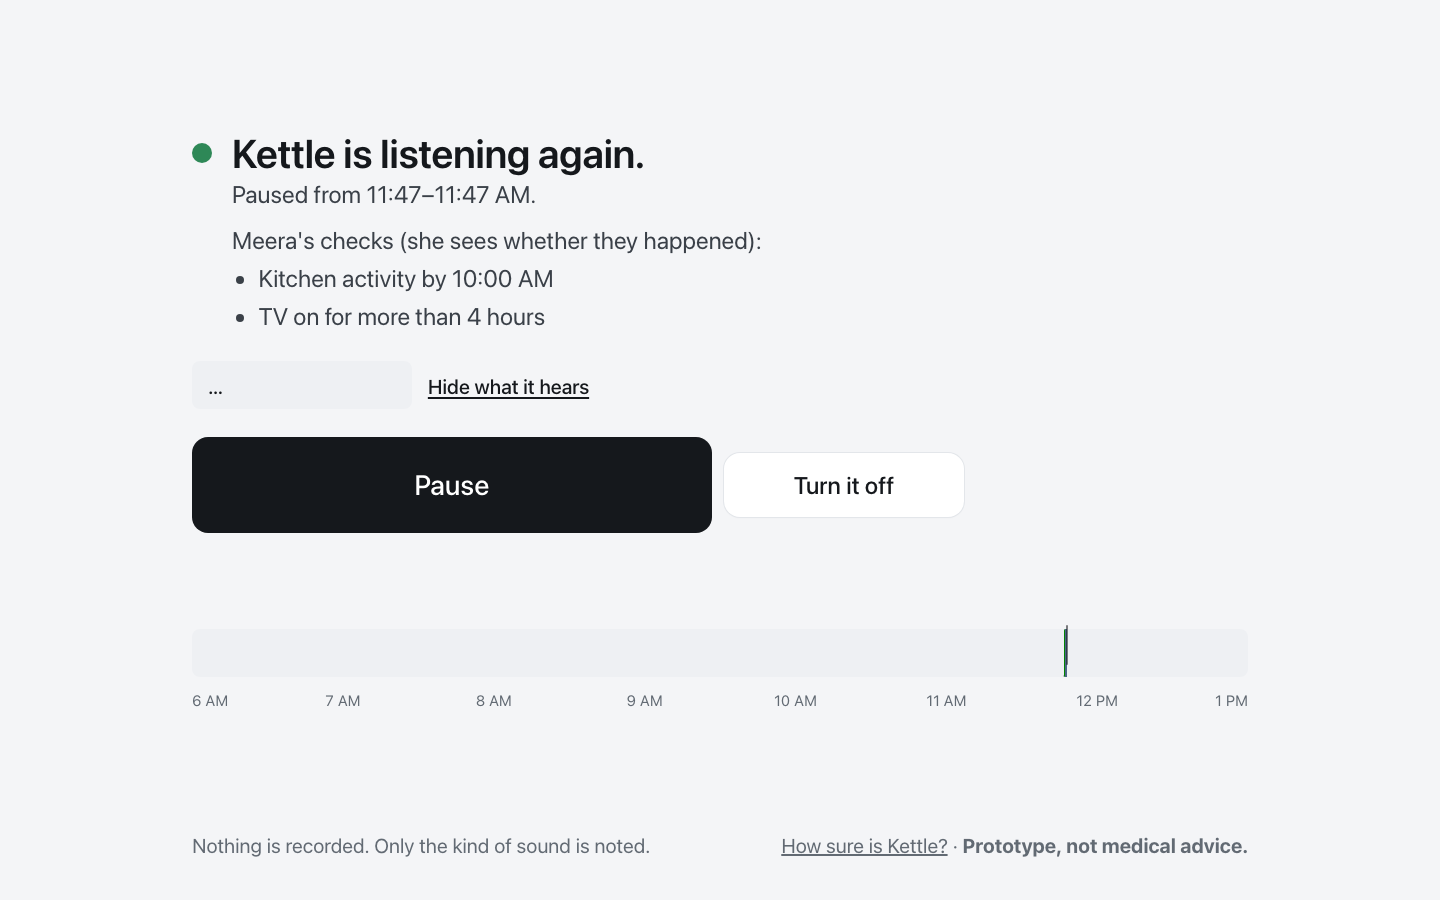 Kettle is listening again.
Paused from 11:47–11:47 AM.
Meera's checks (she sees whether they happened):
• Kitchen activity by 10:00 AM
• TV on for more than 4 hours
... Hide what it hears
Pause Turn it off
6 AM 7 AM 8 AM 9 AM 10 AM 11 AM 12 PM 1 PM
Nothing is recorded. Only the kind of sound is noted. How sure is Kettle? · Prototype, not medical advice.